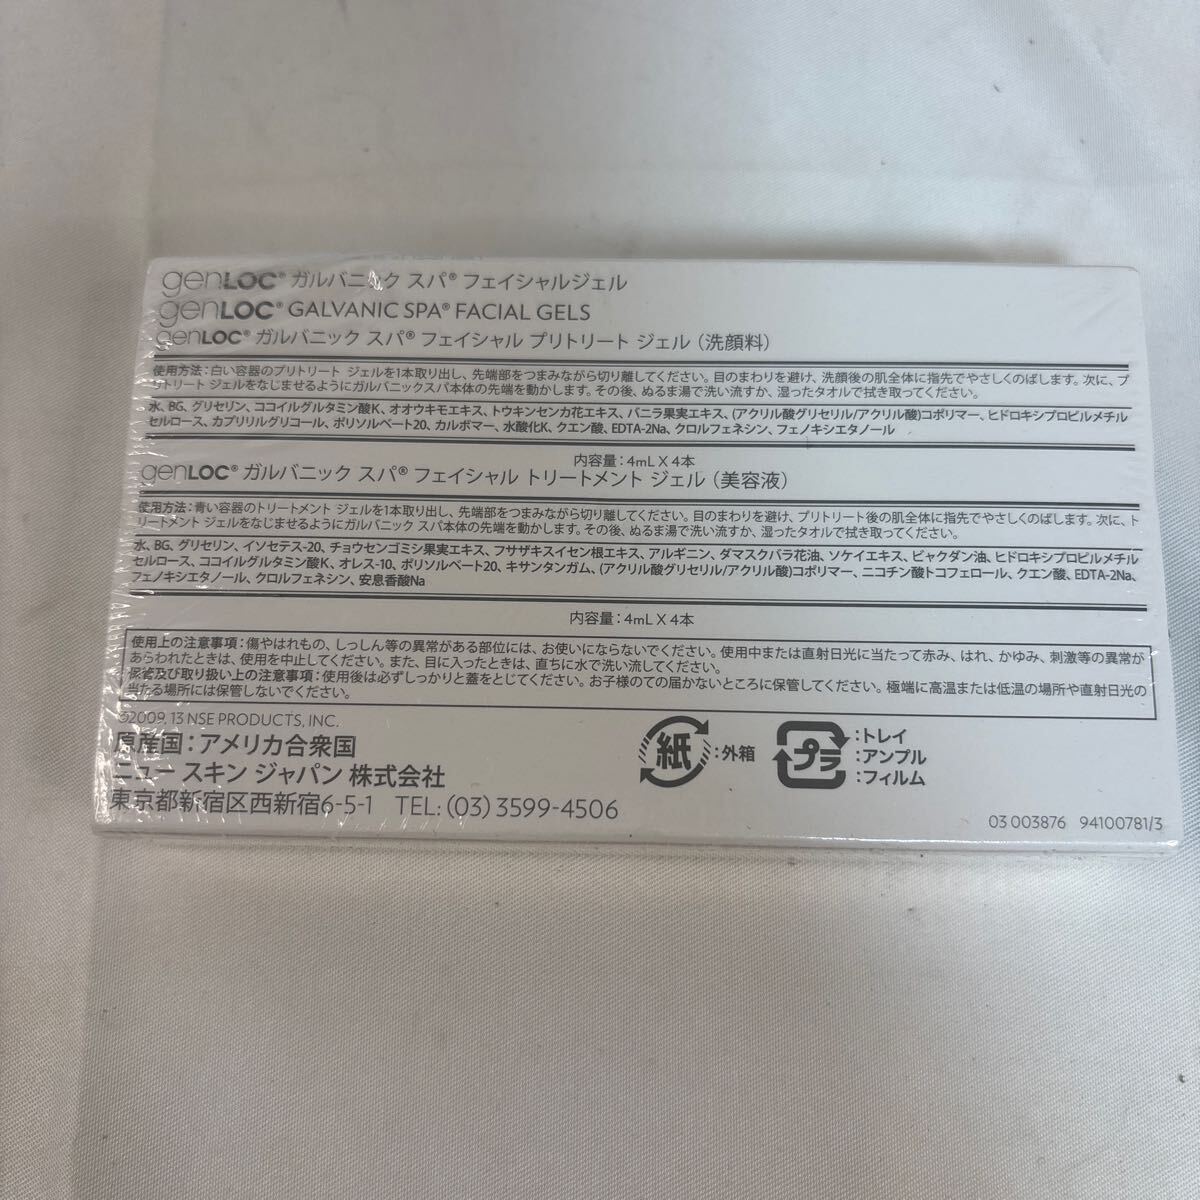 genLOC® ガルバニック スパ® フェイシャルジェル
genLOC® GALVANIC SPA® FACIAL GELS
genLOC® ガルバニック スパ® フェイシャル プリトリート ジェル（洗顔料）
使用方法：白い容器のプリトリート ジェルを1本取り出し、先端部をつまみながら切り離してください。目のまわりを避け、洗顔後の肌全体に指先でやさしくのばします。次に、プ
リトリート ジェルをなじませるようにガルバニックスパ本体の先端を動かします。その後、ぬるま湯で洗い流すか、湿ったタオルで拭き取ってください。
水、BG、グリセリン、ココイルグルタミン酸K、オオウキモエキス、トウキンセンカ花エキス、バニラ果実エキス、(アクリル酸グリセリル/アクリル酸)コポリマー、ヒドロキシプロピルメチル
セルロース、カプリリルグリコール、ポリソルベート20、カルボマー、水酸化K、クエン酸、EDTA-2Na、クロルフェネシン、フェノキシエタノール
内容量：4mL X 4本
genLOC® ガルバニック スパ® フェイシャル トリートメント ジェル（美容液）
使用方法：青い容器のトリートメント ジェルを1本取り出し、先端部をつまみながら切り離してください。目のまわりを避け、プリトリート後の肌全体に指先でやさしくのばします。次に、ト
リートメント ジェルをなじませるようにガルバニック スパ本体の先端を動かします。その後、ぬるま湯で洗い流すか、湿ったタオルで拭き取ってください。
水、BG、グリセリン、イソセテス-20、チョウセンゴミシ果実エキス、フサザキスイセン根エキス、アルギニン、ダマスクバラ花油、ソケイエキス、ビャクダン油、ヒドロキシプロピルメチル
セルロース、ココイルグルタミン酸K、オレス-10、ポリソルベート20、キサンタンガム、(アクリル酸グリセリル/アクリル酸)コポリマー、ニコチン酸トコフェロール、クエン酸、EDTA-2Na、
フェノキシエタノール、クロルフェネシン、安息香酸Na
内容量：4mL X 4本
使用上の注意事項：傷やはれもの、しっしん等の異常がある部位には、お使いにならないでください。使用中または直射日光に当たって赤み、はれ、かゆみ、刺激等の異常が
あらわれたときは、使用を中止してください。また、目に入ったときは、直ちに水で洗い流してください。
保管及び取り扱い上の注意事項：使用後は必ずしっかりと蓋をとじてください。お子様のての届かないところに保管してください。極端に高温または低温の場所や直射日光の
当たる場所には保管しないでください。
©2009, 13 NSE PRODUCTS, INC.
原産国：アメリカ合衆国
ニュー スキン ジャパン 株式会社
東京都新宿区西新宿6-5-1 TEL: (03) 3599-4506
紙：外箱
プラ：トレイ
：アンプル
：フィルム
03 003876 94100781/3